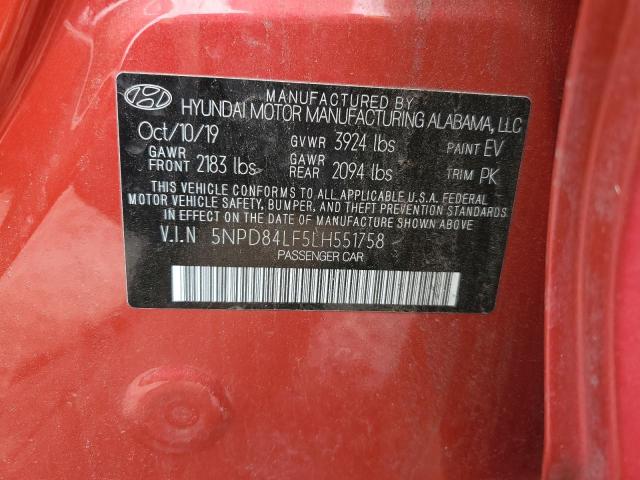 MANUFACTURED BY
HYUNDAI MOTOR MANUFACTURING ALABAMA, LLC
Oct/10/19 GVWR 3924 lbs PAINT EV
GAWR FRONT 2183 lbs GAWR REAR 2094 lbs TRIM PK
THIS VEHICLE CONFORMS TO ALL APPLICABLE U.S.A. FEDERAL
MOTOR VEHICLE SAFETY, BUMPER, AND THEFT PREVENTION STANDARDS
IN EFFECT ON THE DATE OF MANUFACTURE SHOWN ABOVE
V.I.N 5NPD84LF5LH551758
PASSENGER CAR